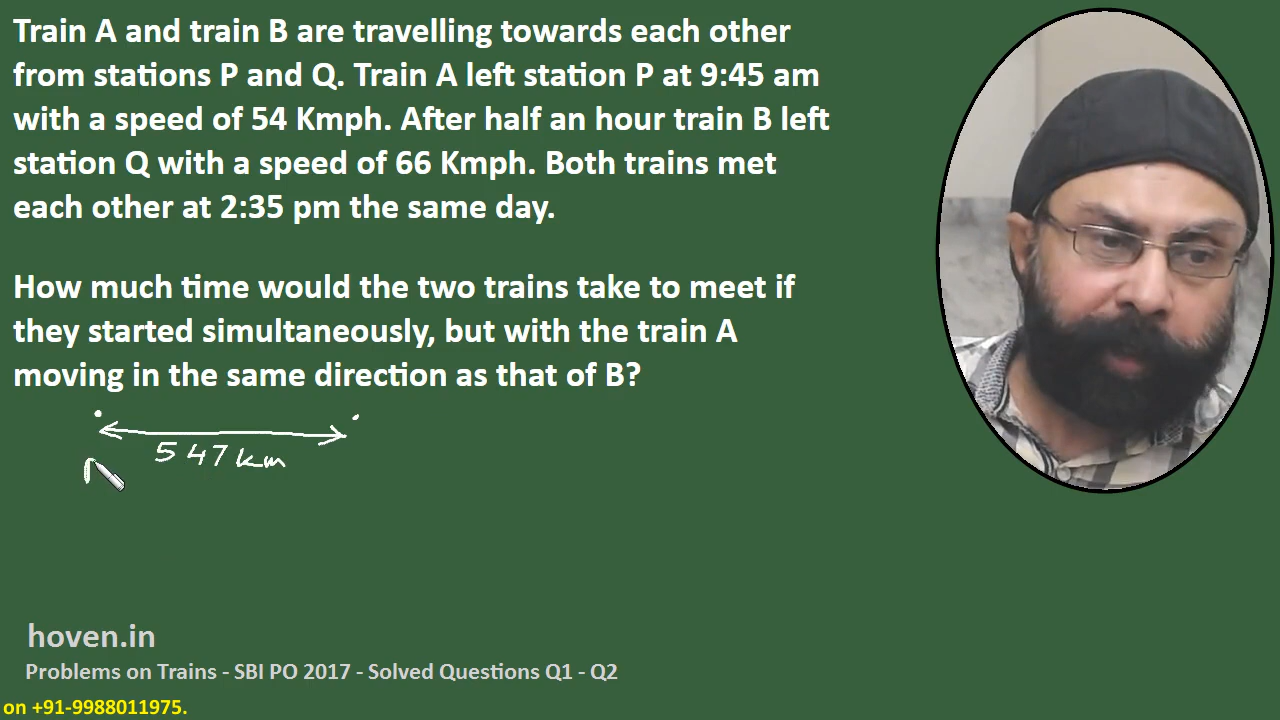 Train A and train B are travelling towards each other
from stations P and Q. Train A left station P at 9:45 am
with a speed of 54 Kmph. After half an hour train B left
station Q with a speed of 66 Kmph. Both trains met
each other at 2:35 pm the same day.
How much time would the two trains take to meet if
they started simultaneously, but with the train A
moving in the same direction as that of B?
547 km
hoven.in
Problems on Trains - SBI PO 2017 - Solved Questions Q1 - Q2
on +91-9988011975.